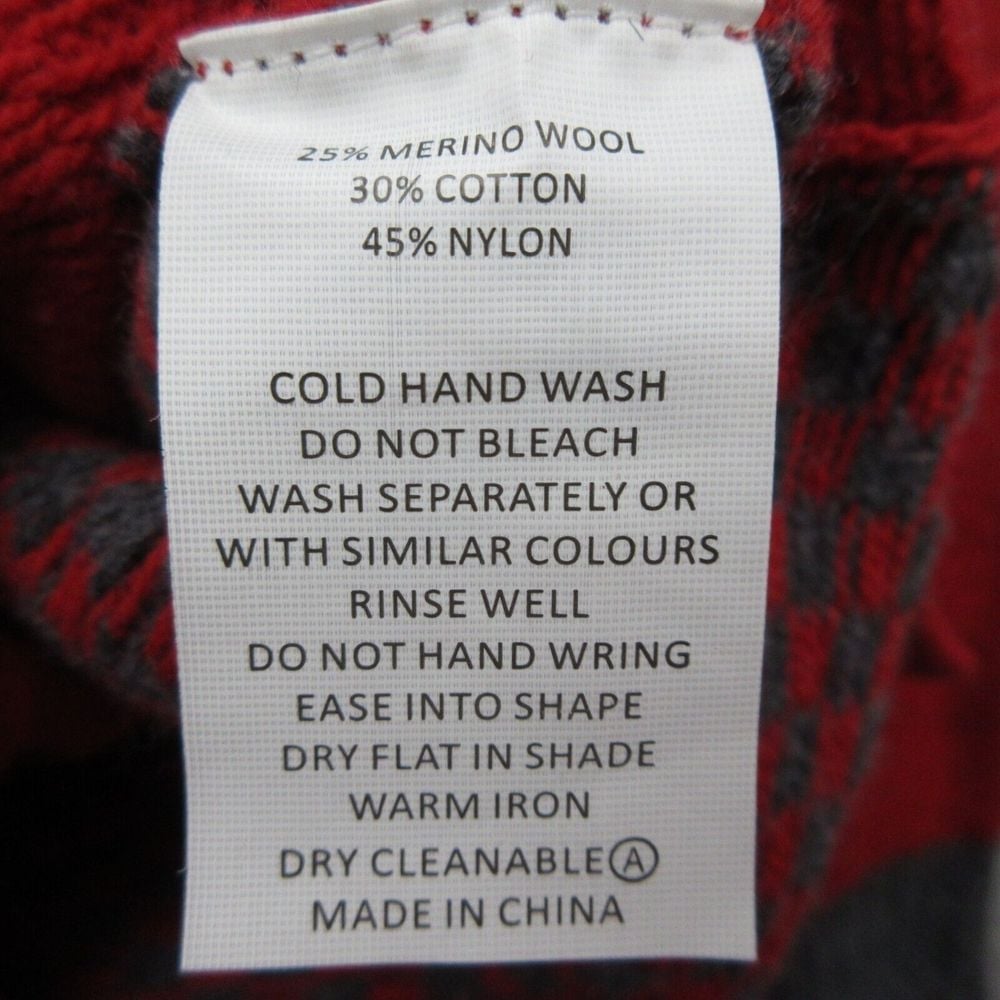 25% MERINO WOOL
30% COTTON
45% NYLON
COLD HAND WASH
DO NOT BLEACH
WASH SEPARATELY OR
WITH SIMILAR COLOURS
RINSE WELL
DO NOT HAND WRING
EASE INTO SHAPE
DRY FLAT IN SHADE
WARM IRON
DRY CLEANABLE Ⓐ
MADE IN CHINA